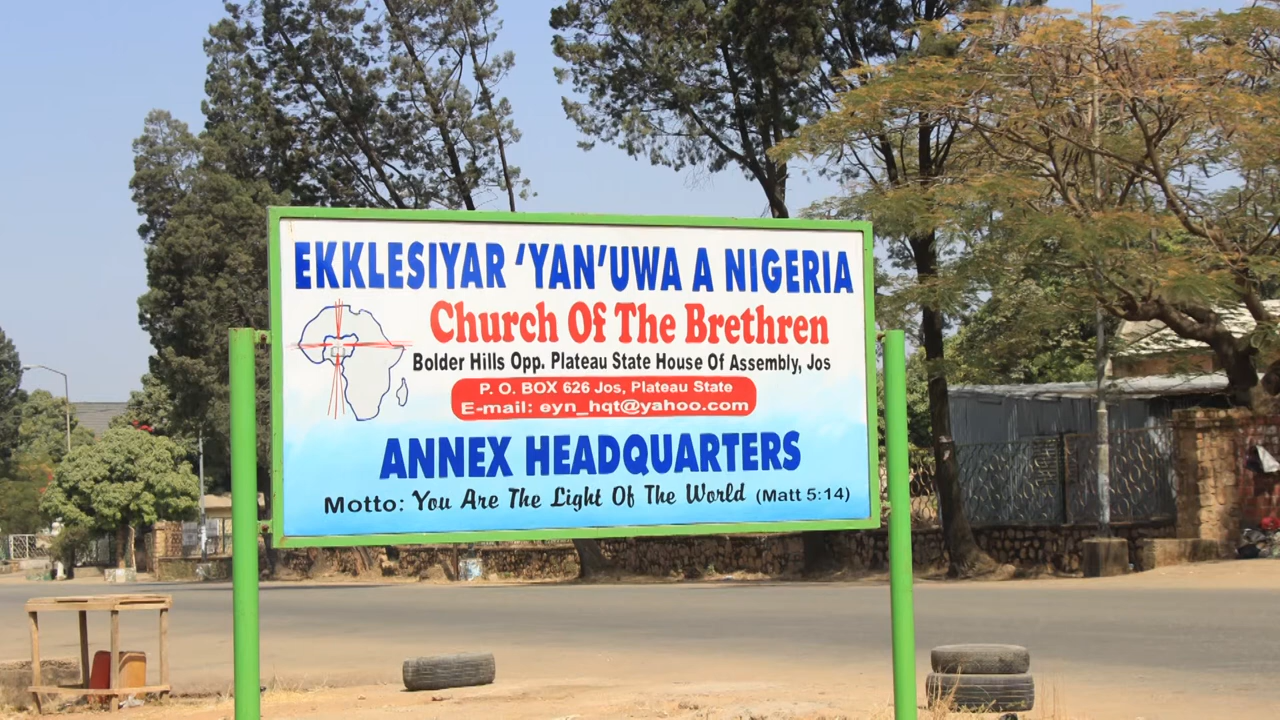 EKKLESIYAR 'YAN'UWA A NIGERIA
Church Of The Brethren
Bolder Hills Opp. Plateau State House Of Assembly, Jos
P. O. BOX 626 Jos, Plateau State
E-mail: eyn_hqt@yahoo.com
ANNEX HEADQUARTERS
Motto: You Are The Light Of The World (Matt 5:14)